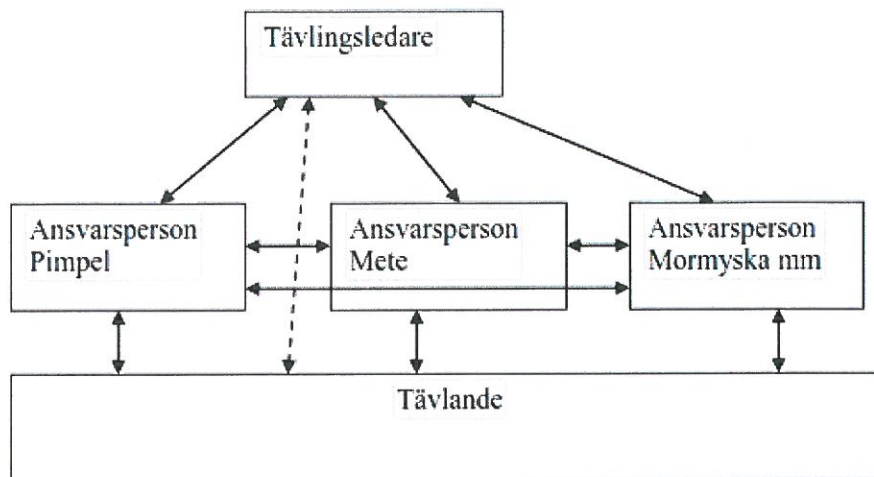 Tävlingsledare
Ansvarsperson
Pimpel
Ansvarsperson
Mete
Ansvarsperson
Mormyska mm
Tävlande